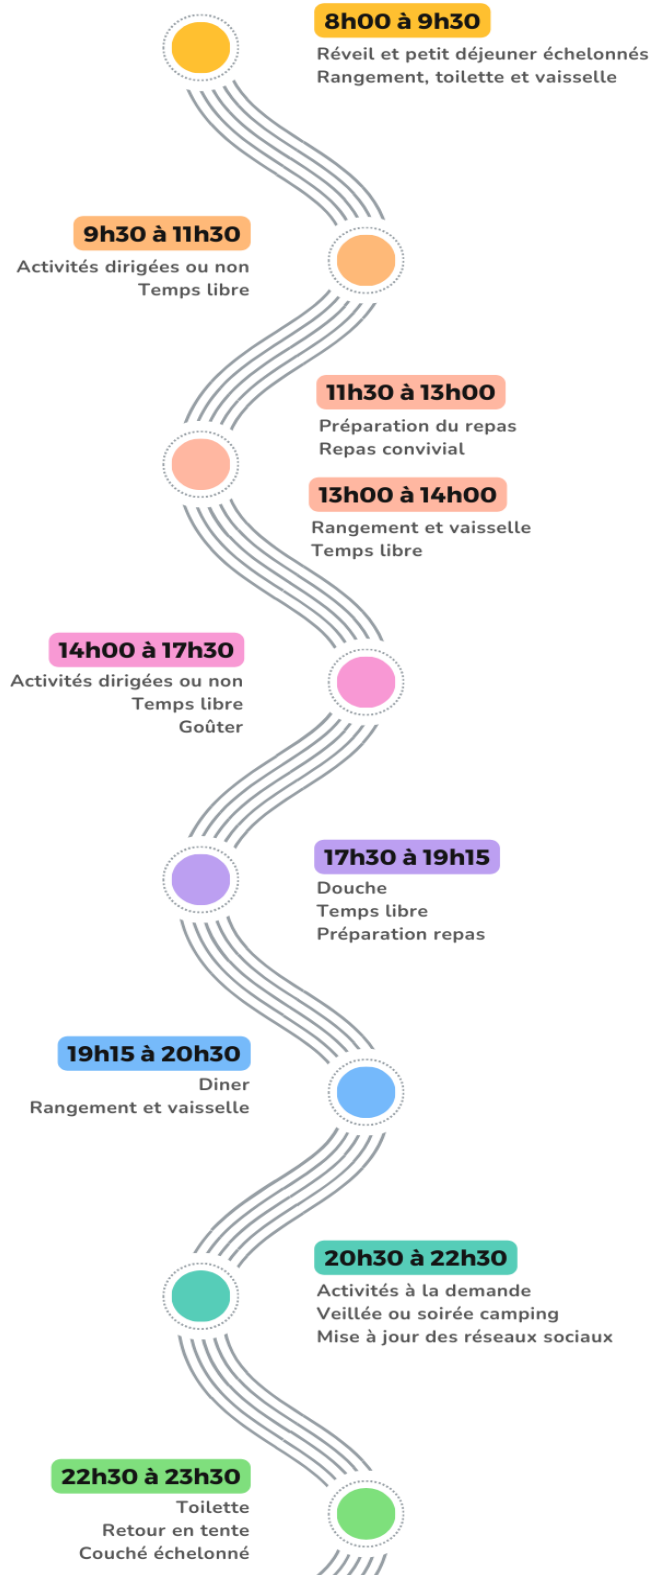 8h00 à 9h30
Réveil et petit déjeuner échelonnés
Rangement, toilette et vaisselle
9h30 à 11h30
Activités dirigées ou non
Temps libre
11h30 à 13h00
Préparation du repas
Repas convivial
13h00 à 14h00
Rangement et vaisselle
Temps libre
14h00 à 17h30
Activités dirigées ou non
Temps libre
Goûter
17h30 à 19h15
Douche
Temps libre
Préparation repas
19h15 à 20h30
Diner
Rangement et vaisselle
20h30 à 22h30
Activités à la demande
Veillée ou soirée camping
Mise à jour des réseaux sociaux
22h30 à 23h30
Toilette
Retour en tente
Couché échelonné